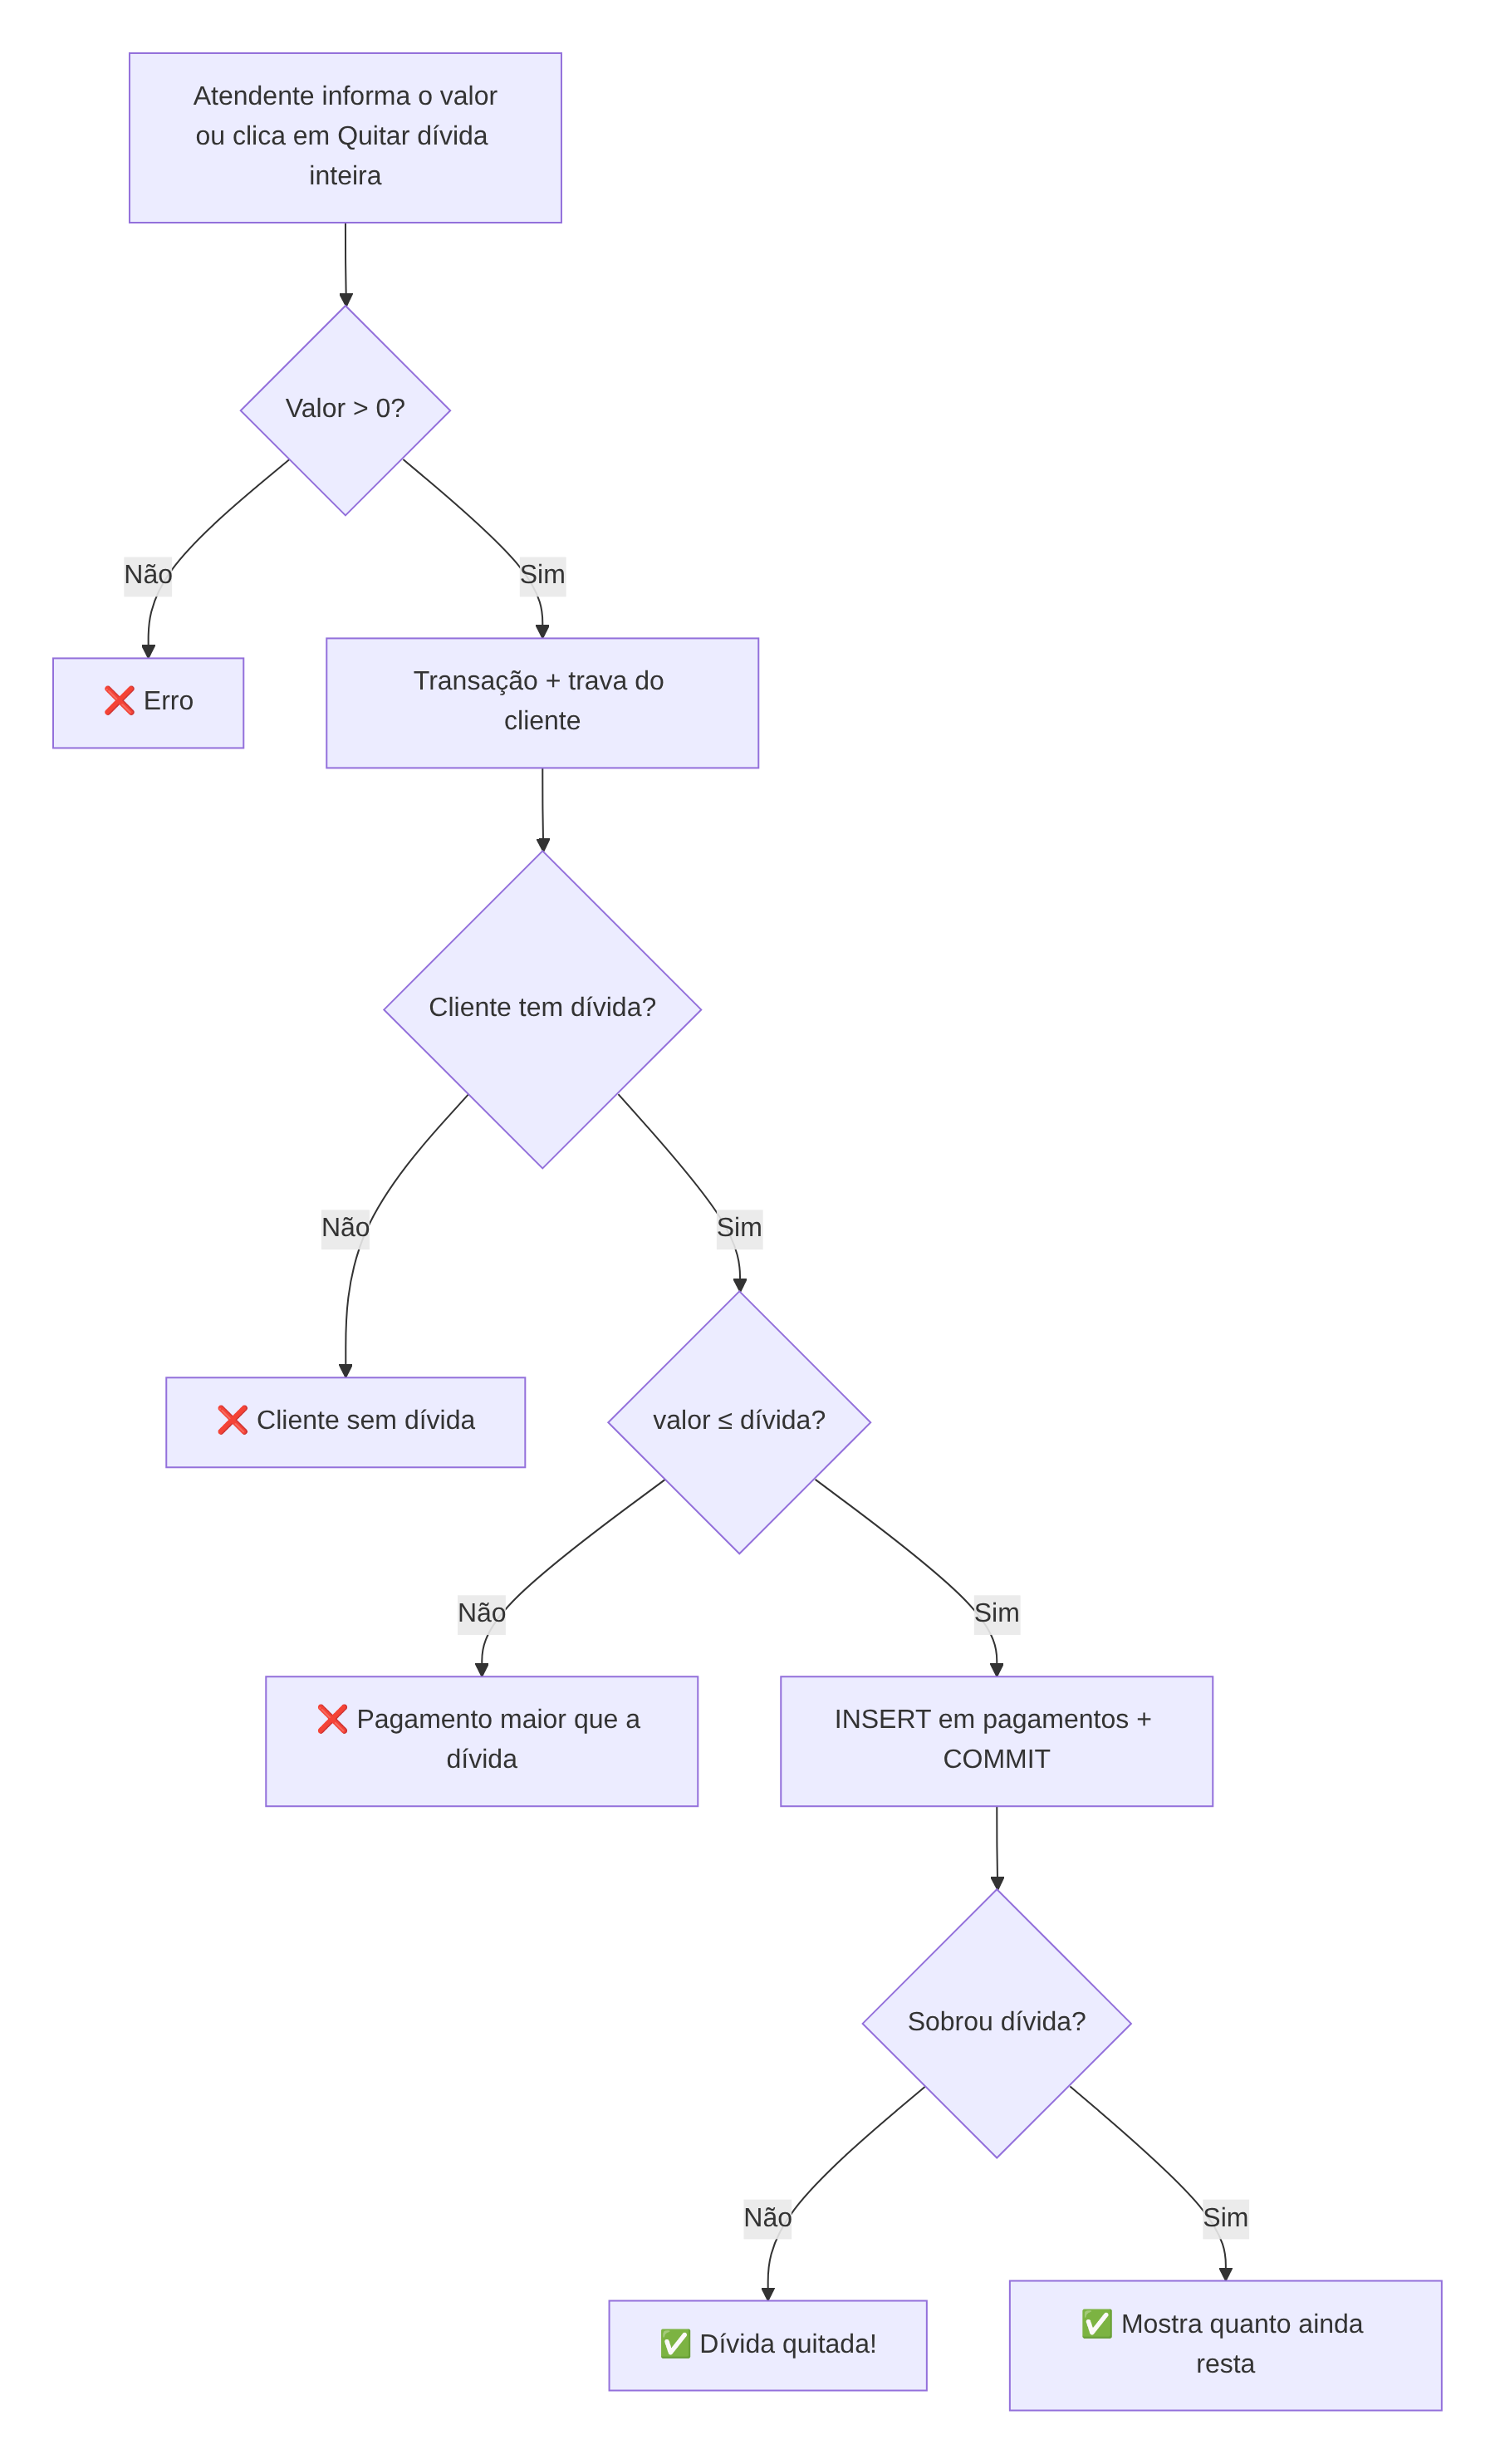 Atendente informa o valor
ou clica em Quitar dívida
inteira
Valor > 0?
Não
Sim
❌ Erro
Transação + trava do
cliente
Cliente tem dívida?
Não
Sim
❌ Cliente sem dívida
valor ≤ dívida?
Não
Sim
❌ Pagamento maior que a
dívida
INSERT em pagamentos +
COMMIT
Sobrou dívida?
Não
Sim
✅ Dívida quitada!
✅ Mostra quanto ainda
resta